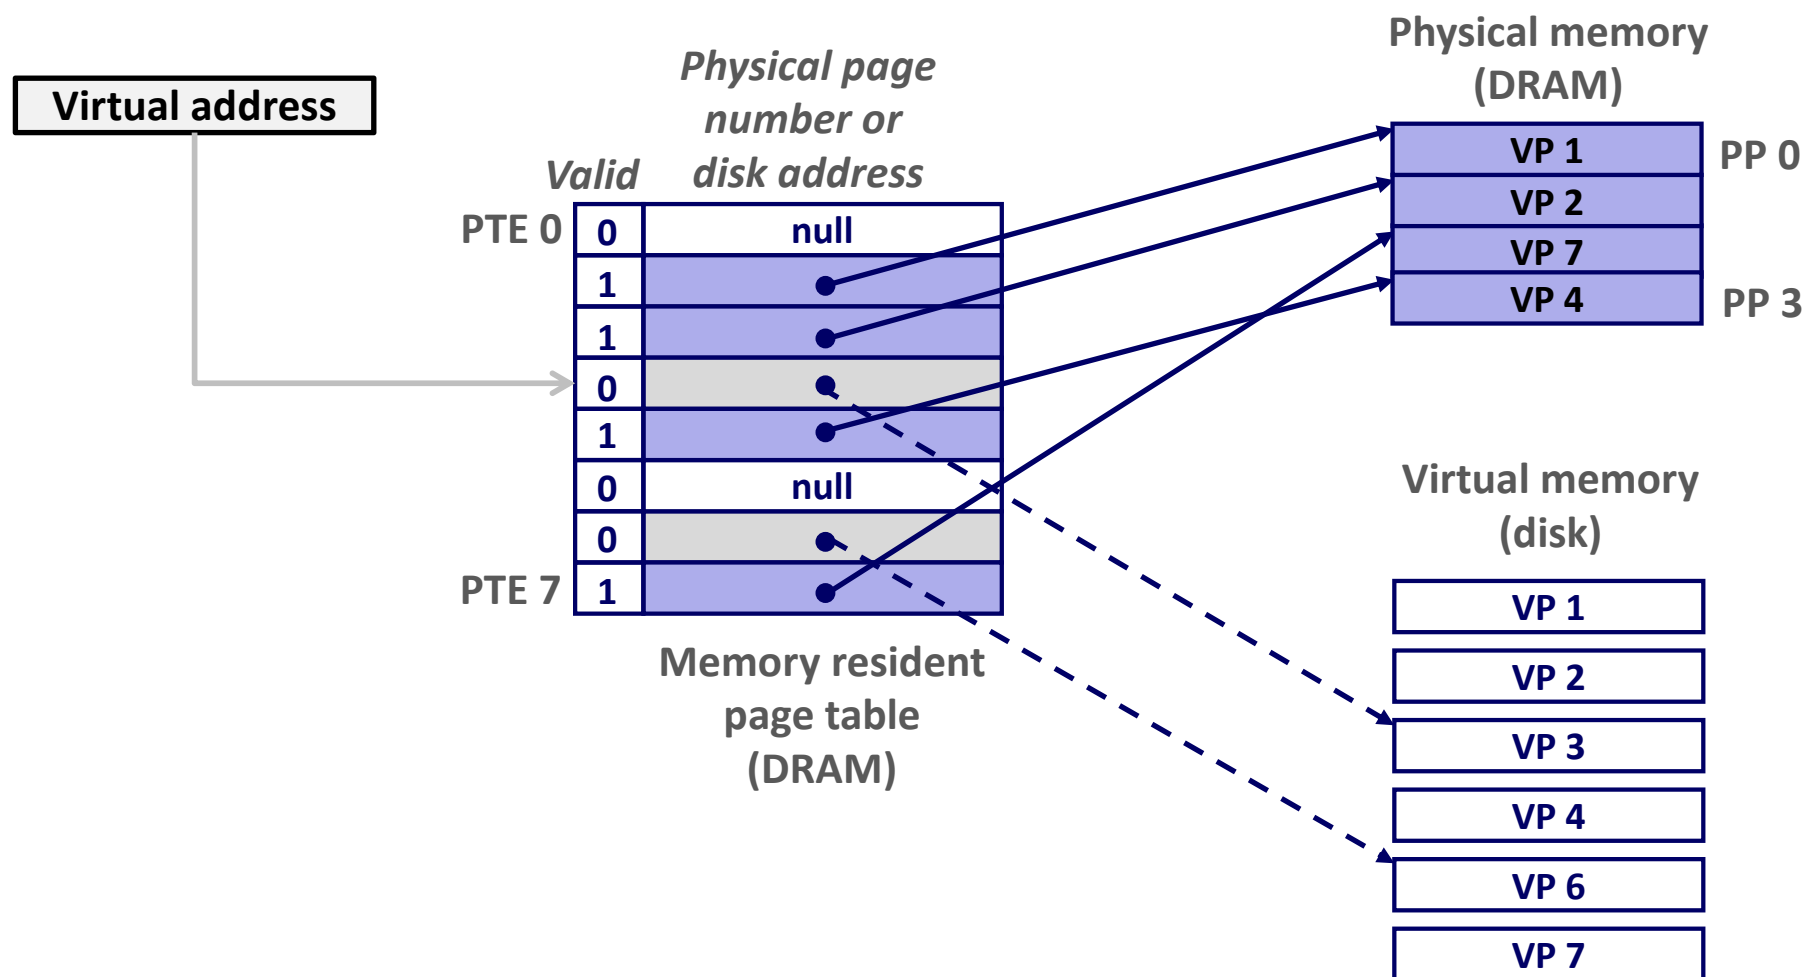 Virtual address
Physical page
number or
disk address
Valid
PTE 0
0 null
1
1
0
1
0 null
0
PTE 7 1
Memory resident
page table
(DRAM)
Physical memory
(DRAM)
VP 1 PP 0
VP 2
VP 7
VP 4 PP 3
Virtual memory
(disk)
VP 1
VP 2
VP 3
VP 4
VP 6
VP 7